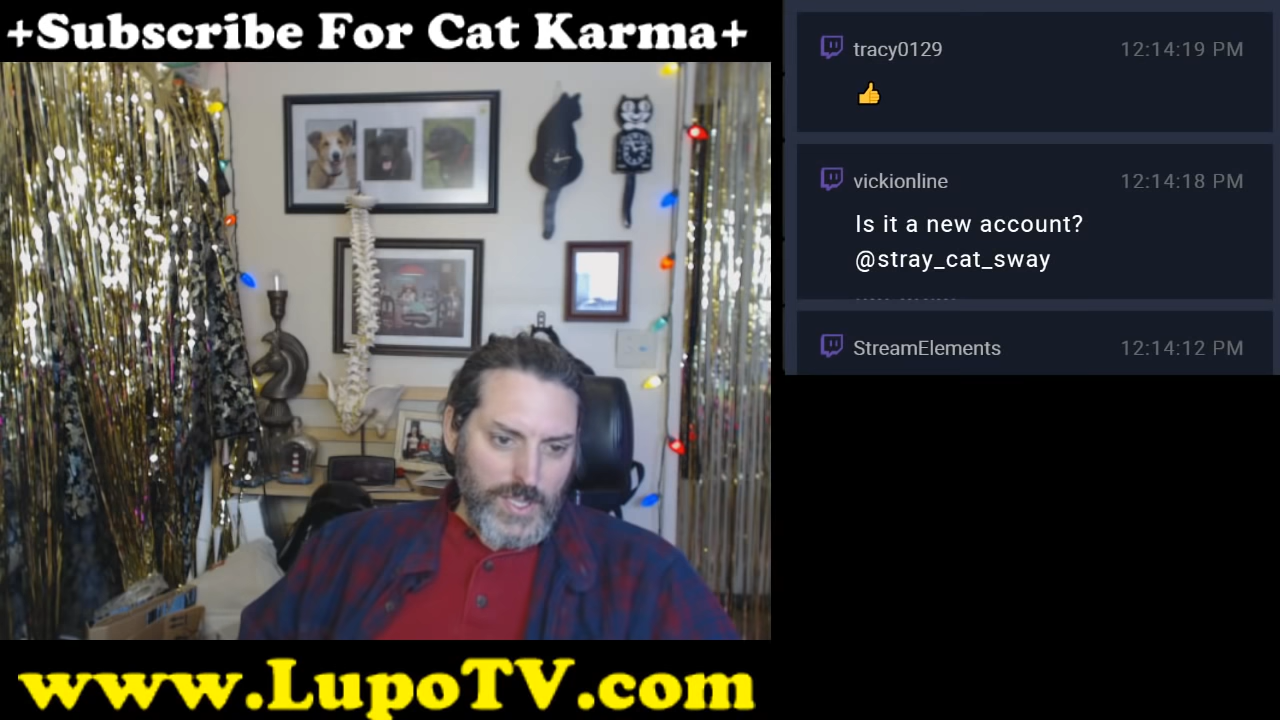 +Subscribe For Cat Karma+
tracy0129 12:14:19 PM
👍
vickionline 12:14:18 PM
Is it a new account?
@stray_cat_sway
StreamElements 12:14:12 PM
www.LupoTV.com